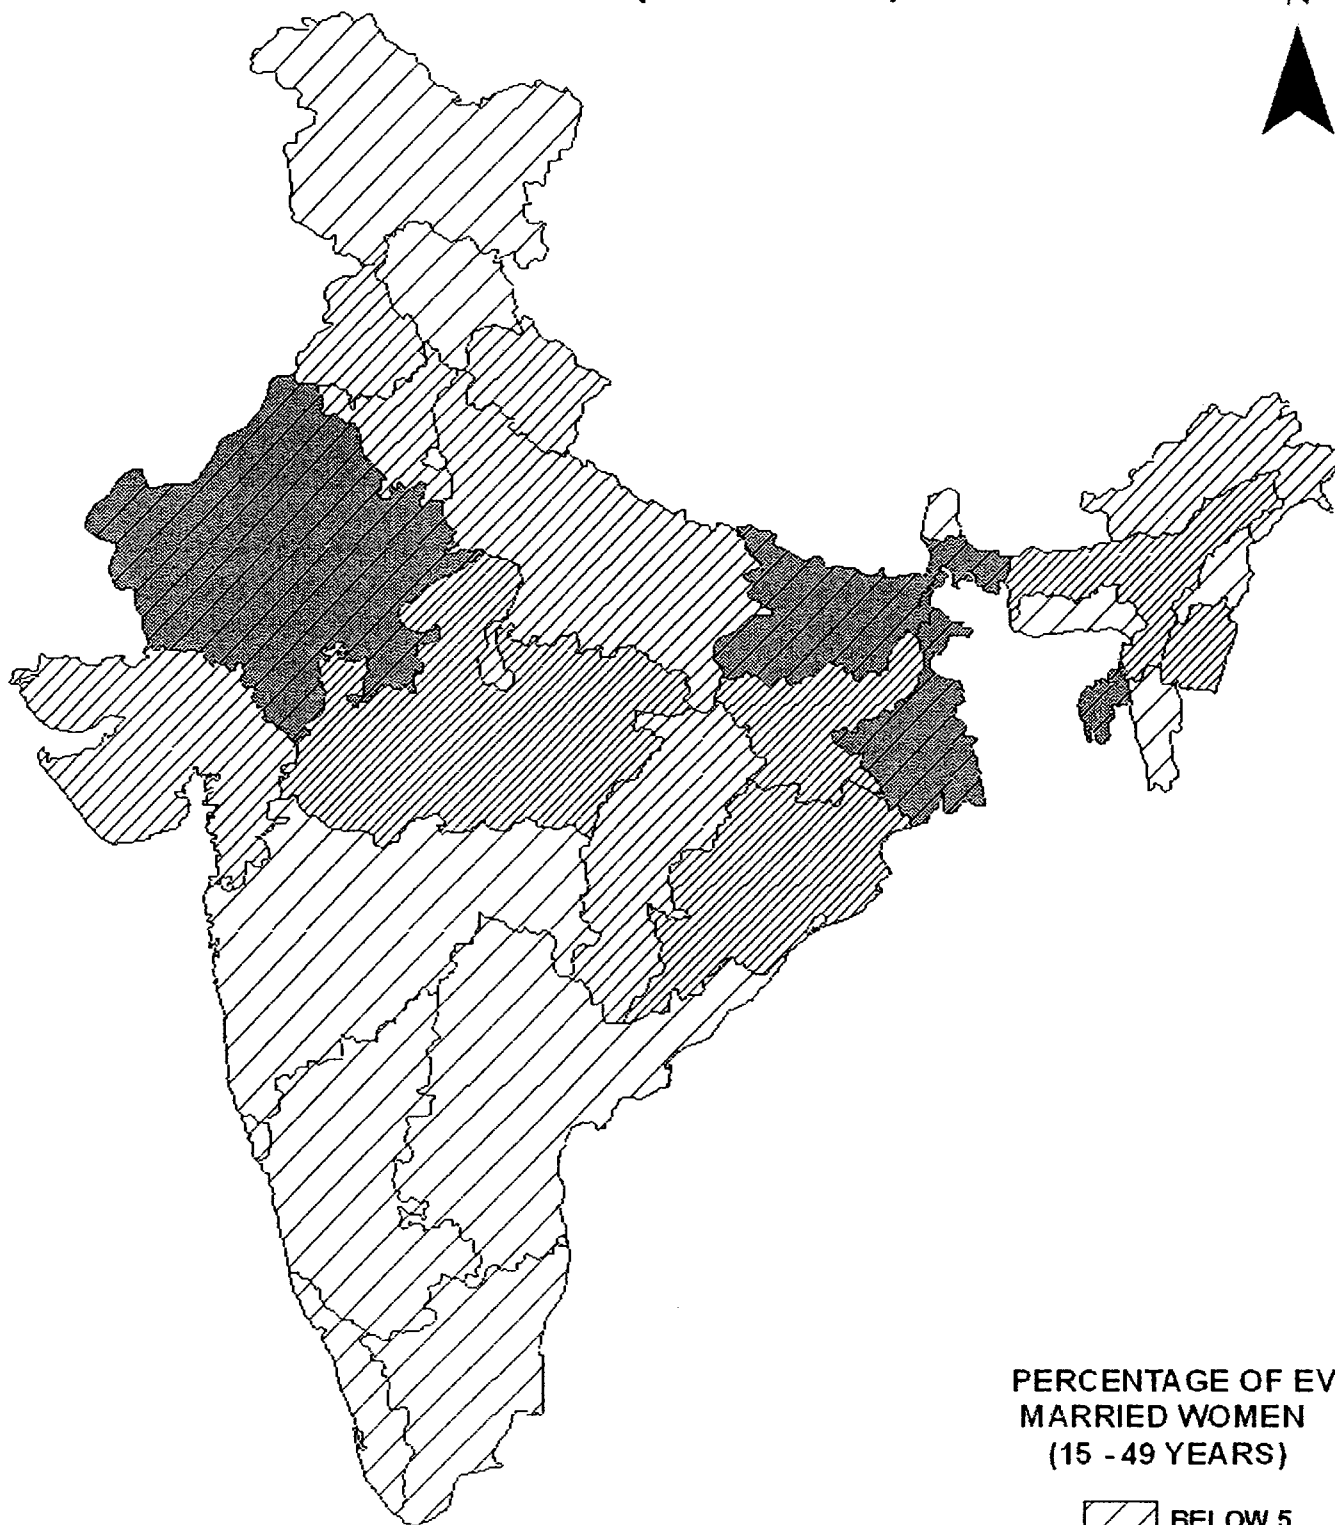 N
PERCENTAGE OF EV
MARRIED WOMEN
(15 - 49 YEARS)
BELOW 5